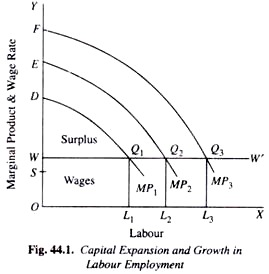 Y
F
E
D
Surplus
Q1 Q2 Q3
W W'
S
Wages
MP1 MP2 MP3
O L1 L2 L3 X
Marginal Product & Wage Rate
Labour
Fig. 44.1. Capital Expansion and Growth in
Labour Employment